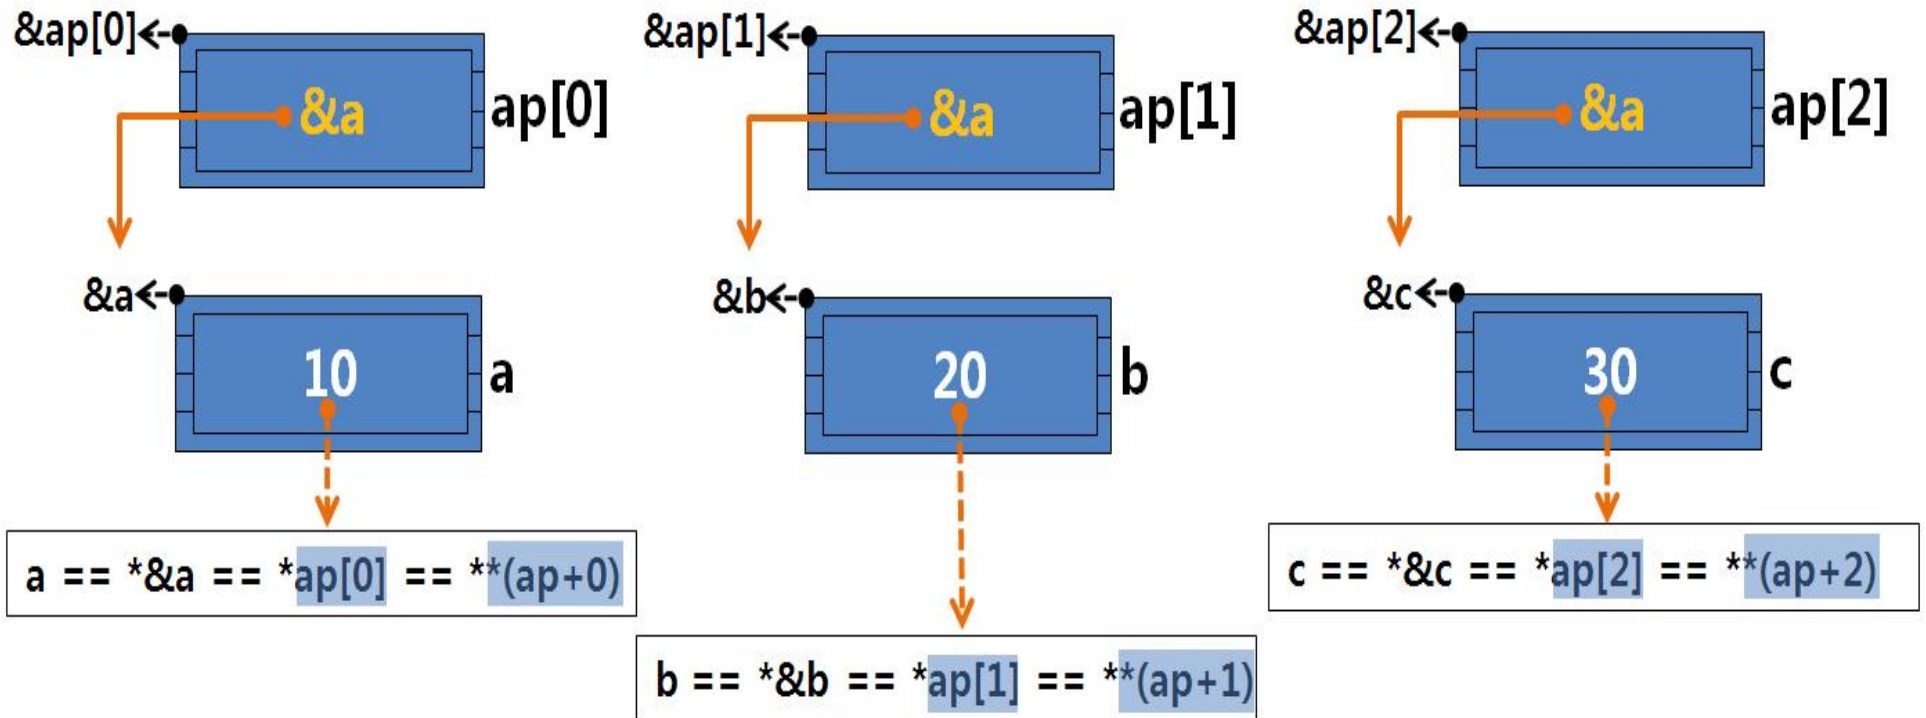 &ap[0] &ap[1] &ap[2]
&a ap[0] &a ap[1] &a ap[2]
&a &b &c
10 a 20 b 30 c
a == *&a == *ap[0] == **(ap+0)
c == *&c == *ap[2] == **(ap+2)
b == *&b == *ap[1] == **(ap+1)